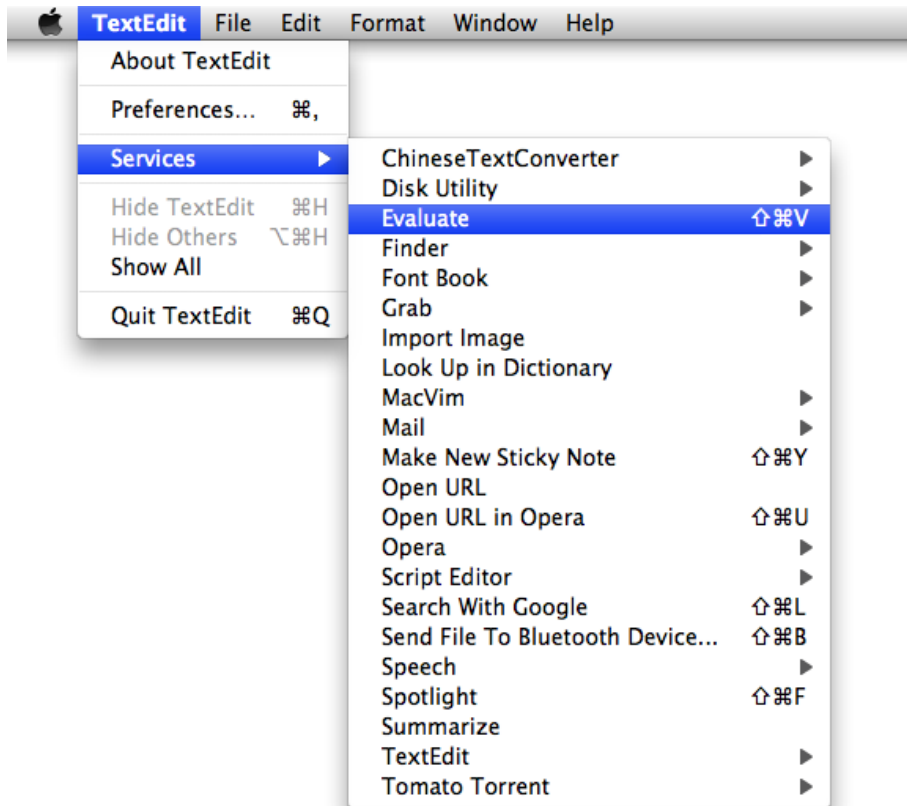 TextEdit File Edit Format Window Help
About TextEdit
Preferences... ⌘,
Services ▶
Hide TextEdit ⌘H
Hide Others ⌥⌘H
Show All
Quit TextEdit ⌘Q
ChineseTextConverter ▶
Disk Utility ▶
Evaluate ⇧⌘V
Finder ▶
Font Book ▶
Grab ▶
Import Image
Look Up in Dictionary
MacVim ▶
Mail ▶
Make New Sticky Note ⇧⌘Y
Open URL
Open URL in Opera ⇧⌘U
Opera ▶
Script Editor ▶
Search With Google ⇧⌘L
Send File To Bluetooth Device... ⇧⌘B
Speech ▶
Spotlight ⇧⌘F
Summarize
TextEdit ▶
Tomato Torrent ▶